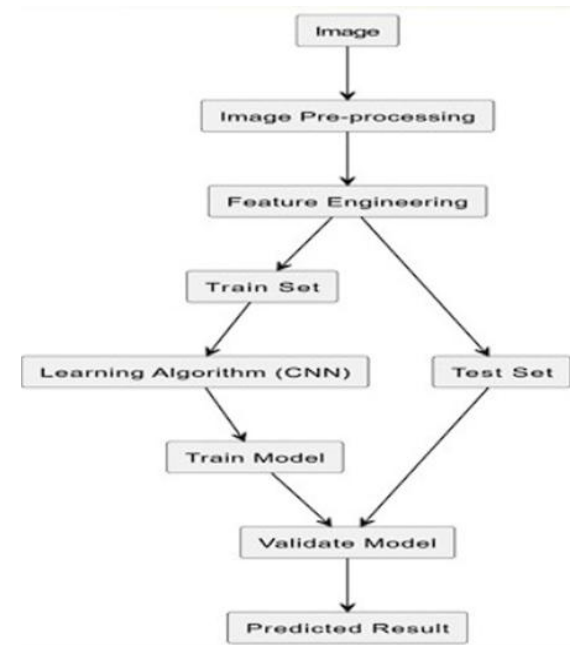 Image
Image Pre-processing
Feature Engineering
Train Set
Learning Algorithm (CNN)
Test Set
Train Model
Validate Model
Predicted Result